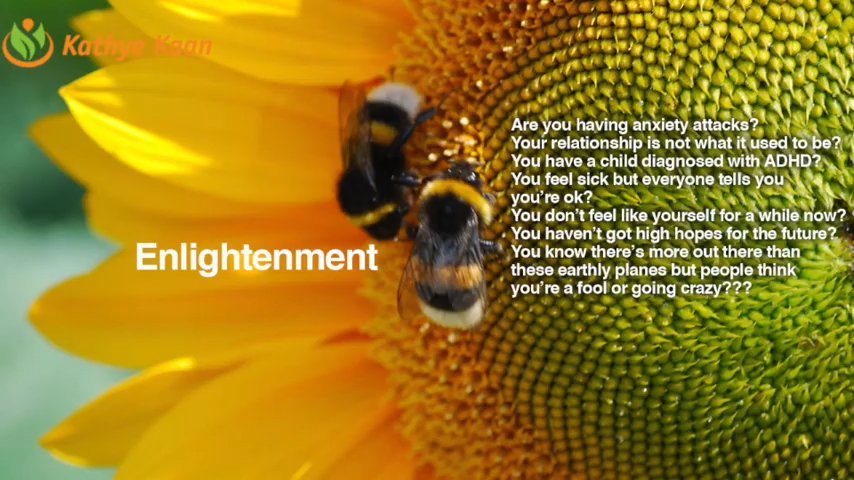 Kathye Kaan
Enlightenment
Are you having anxiety attacks?
Your relationship is not what it used to be?
You have a child diagnosed with ADHD?
You feel sick but everyone tells you
you're ok?
You don't feel like yourself for a while now?
You haven't got high hopes for the future?
You know there's more out there than
these earthly planes but people think
you're a fool or going crazy???